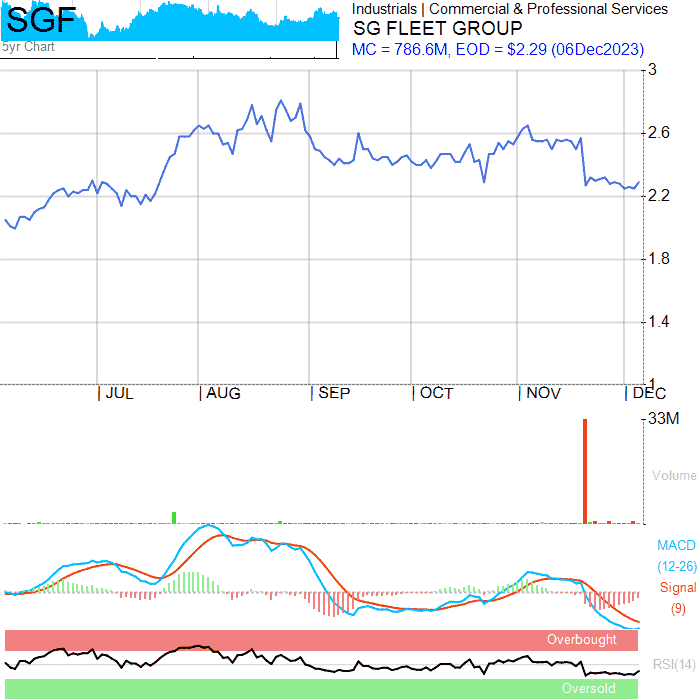 SGF
5yr Chart
Industrials | Commercial & Professional Services
SG FLEET GROUP
MC = 786.6M, EOD = $2.29 (06Dec2023)
3
2.6
2.2
1.8
1.4
1
| JUL | AUG | SEP | OCT | NOV | DEC
33M
Volume
MACD
(12-26)
Signal
(9)
Overbought
RSI(14)
Oversold